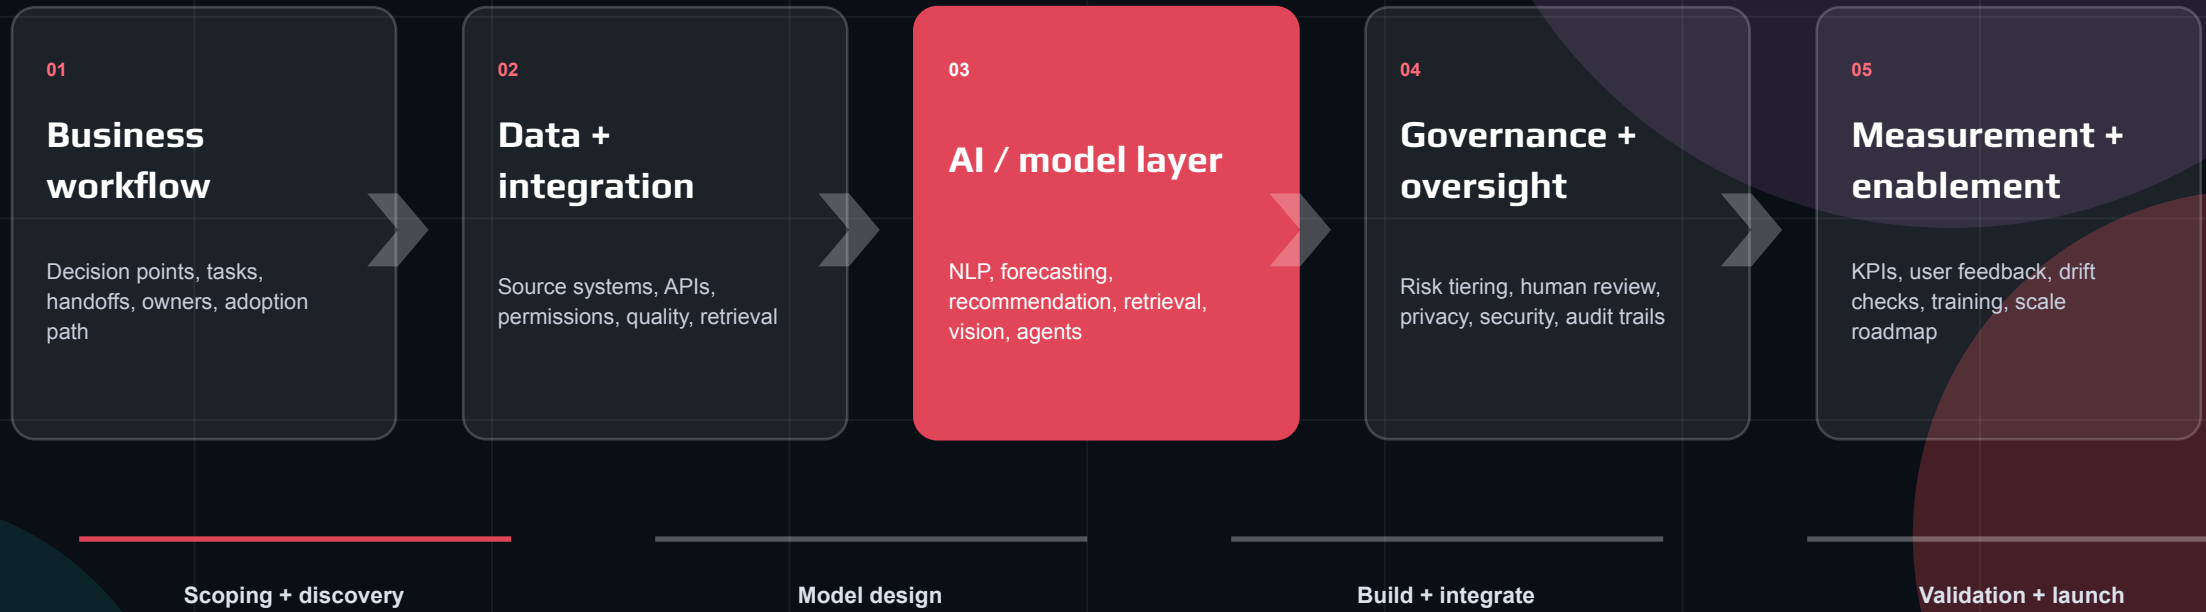 01
Business
workflow
Decision points, tasks,
handoffs, owners, adoption
path
02
Data +
integration
Source systems, APIs,
permissions, quality, retrieval
03
AI / model layer
NLP, forecasting,
recommendation, retrieval,
vision, agents
04
Governance +
oversight
Risk tiering, human review,
privacy, security, audit trails
05
Measurement +
enablement
KPIs, user feedback, drift
checks, training, scale
roadmap
Scoping + discovery
Model design
Build + integrate
Validation + launch